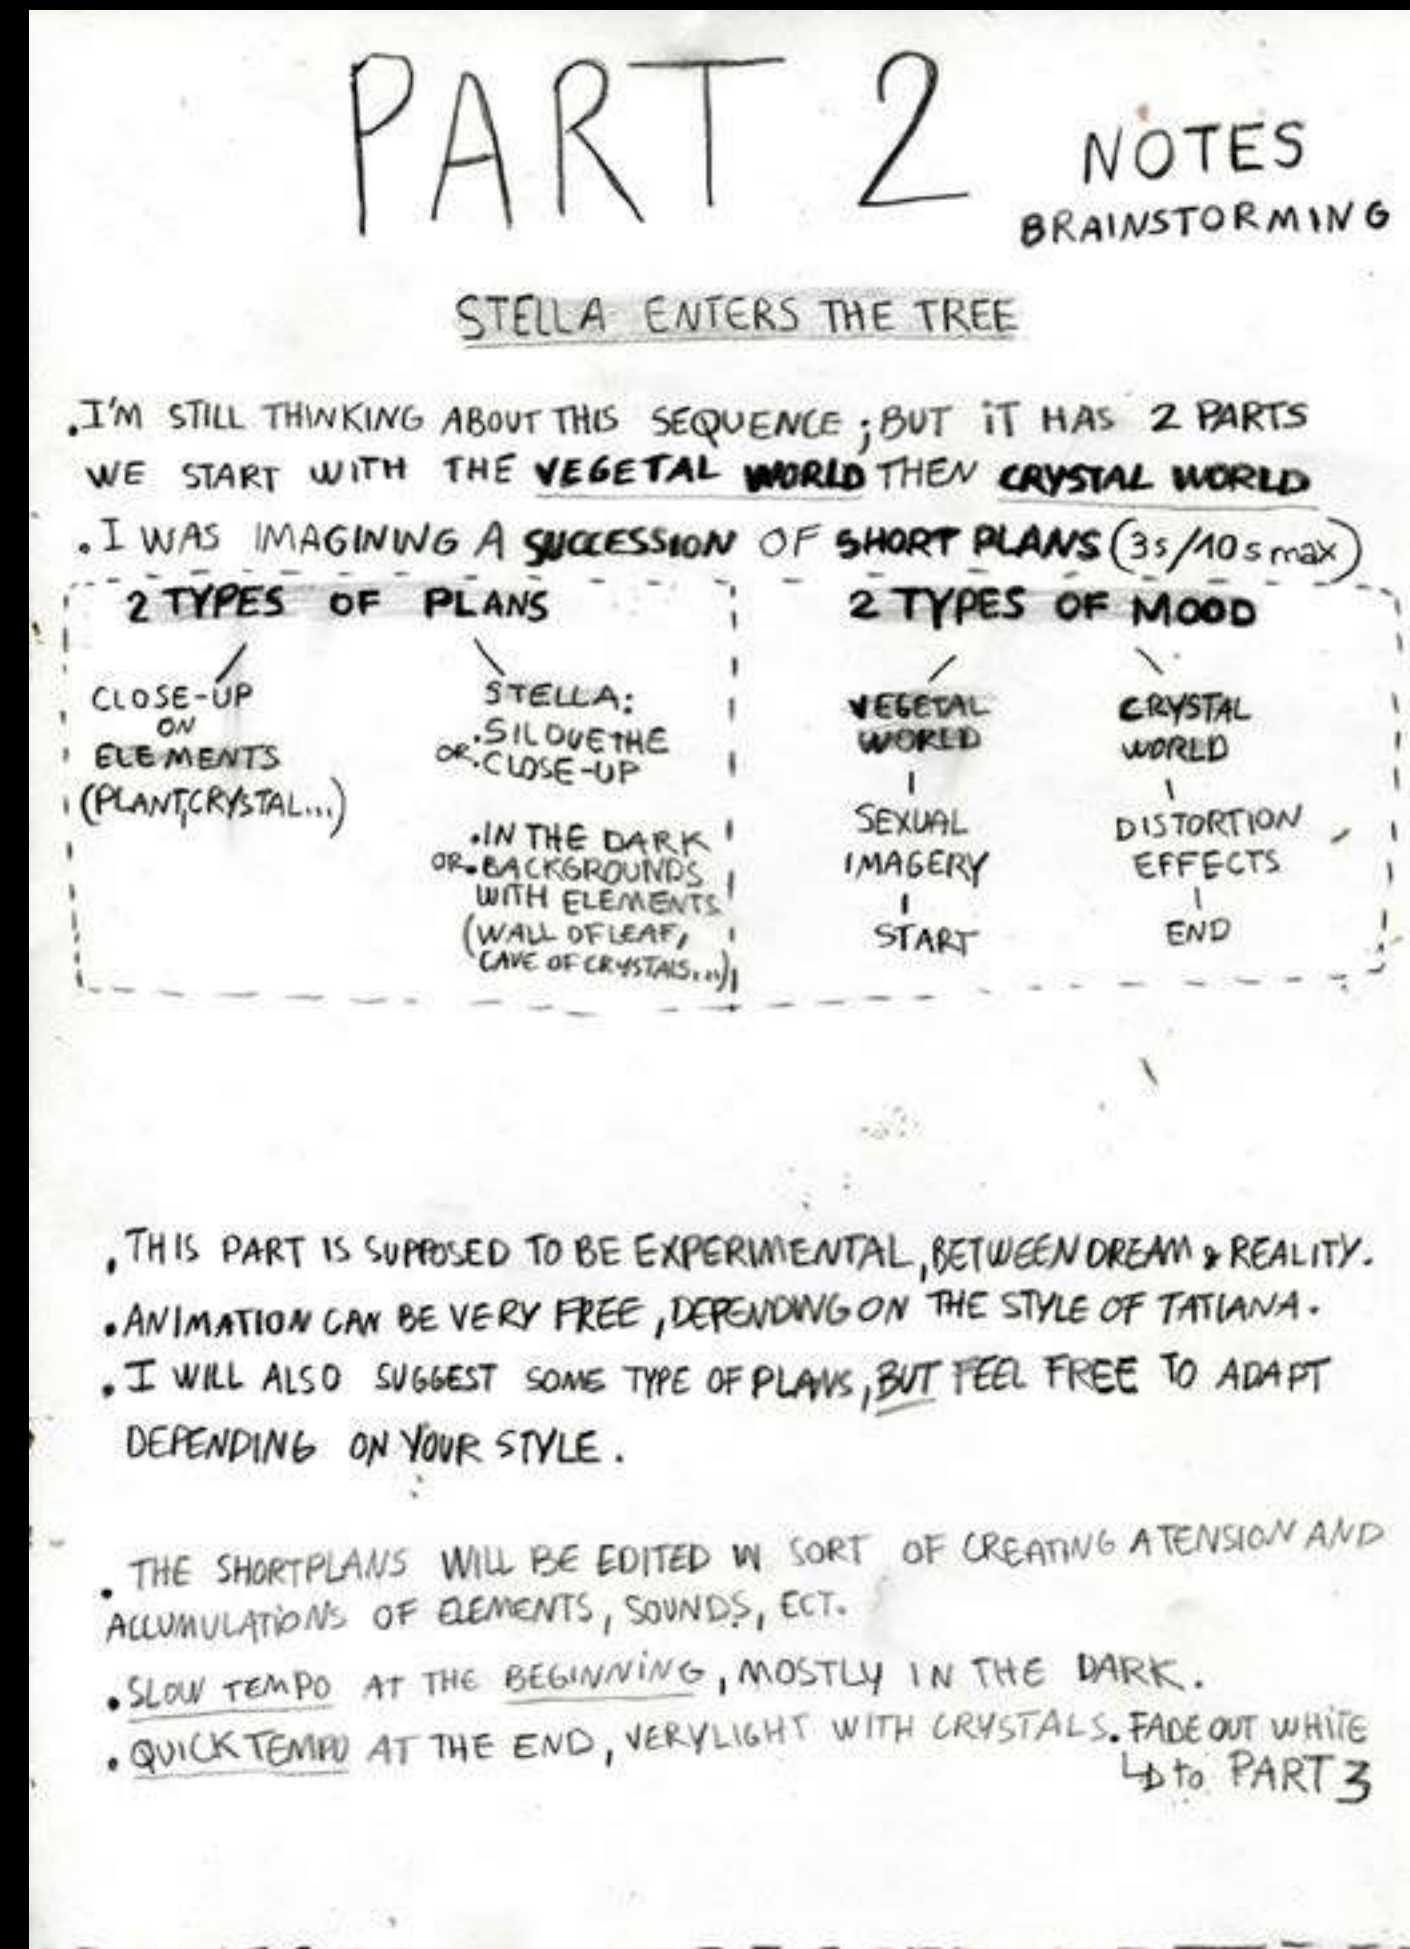 PART 2
NOTES
BRAINSTORMING
STELLA ENTERS THE TREE
.I'M STILL THINKING ABOUT THIS SEQUENCE ; BUT iT HAS 2 PARTS
WE START WITH THE VEGETAL WORLD THEN CRYSTAL WORLD
. I WAS IMAGINING A SUCCESSION OF SHORT PLANS (3s/10s max)
2 TYPES OF PLANS
CLOSE-UP
ON
ELEMENTS
(PLANT,CRYSTAL...)
STELLA:
.SILOUETHE
OR.CLOSE-UP
.IN THE DARK
OR.BACKGROUNDS
WITH ELEMENTS
(WALL OF LEAF,
CAVE OF CRYSTALS...)
2 TYPES OF MOOD
VEGETAL
WORLD
SEXUAL
IMAGERY
START
CRYSTAL
WORLD
DISTORTION
EFFECTS
END
. THIS PART IS SUPPOSED TO BE EXPERIMENTAL, BETWEEN DREAM & REALITY.
. ANIMATION CAN BE VERY FREE, DEPENDING ON THE STYLE OF TATIANA.
. I WILL ALSO SUGGEST SOME TYPE OF PLANS, BUT FEEL FREE TO ADAPT
DEPENDING ON YOUR STYLE.
. THE SHORTPLANS WILL BE EDITED IN SORT OF CREATING A TENSION AND
ACCUMULATIONS OF ELEMENTS, SOUNDS, ECT.
. SLOW TEMPO AT THE BEGINNING, MOSTLY IN THE DARK.
. QUICK TEMPO AT THE END, VERYLIGHT WITH CRYSTALS. FADE OUT WHITE
to PART 3